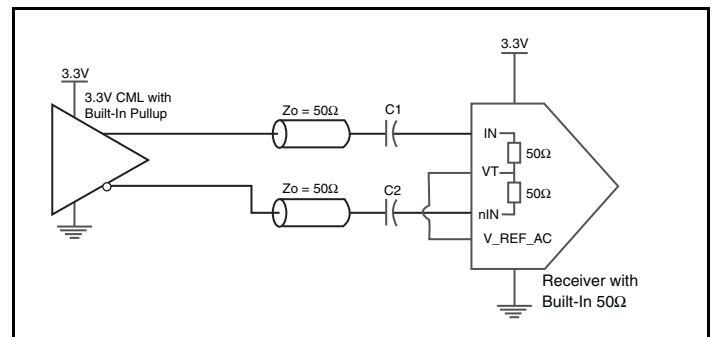 3.3V
3.3V
3.3V CML with
Built-In Pullup
Zo = 50Ω
C1
IN
50Ω
VT
50Ω
Zo = 50Ω
C2
nIN
V_REF_AC
Receiver with
Built-In 50Ω